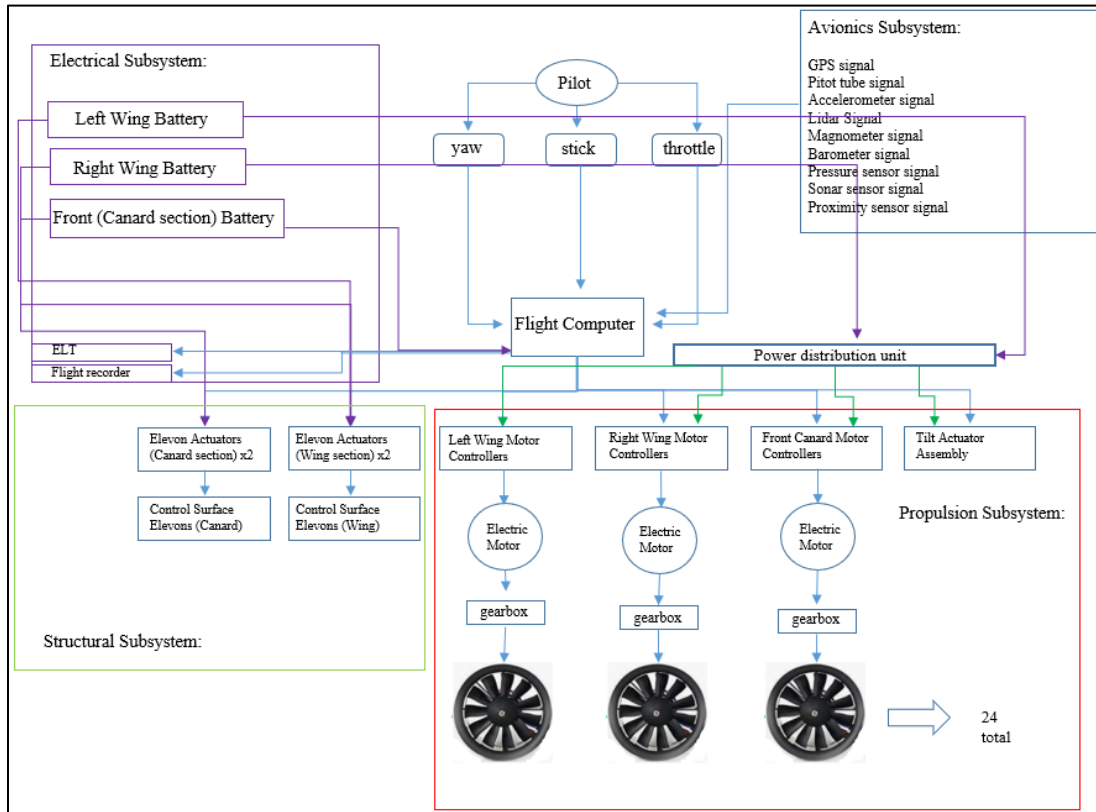 Electrical Subsystem:
Left Wing Battery
Right Wing Battery
Front (Canard section) Battery
ELT
Flight recorder
Pilot
yaw
stick
throttle
Flight Computer
Avionics Subsystem:
GPS signal
Pitot tube signal
Accelerometer signal
Lidar Signal
Magnometer signal
Barometer signal
Pressure sensor signal
Sonar sensor signal
Proximity sensor signal
Power distribution unit
Elevon Actuators
(Canard section) x2
Elevon Actuators
(Wing section) x2
Control Surface
Elevons (Canard)
Control Surface
Elevons (Wing)
Structural Subsystem:
Left Wing Motor
Controllers
Right Wing Motor
Controllers
Front Canard Motor
Controllers
Tilt Actuator
Assembly
Propulsion Subsystem:
Electric
Motor
Electric
Motor
Electric
Motor
gearbox
gearbox
gearbox
24
total